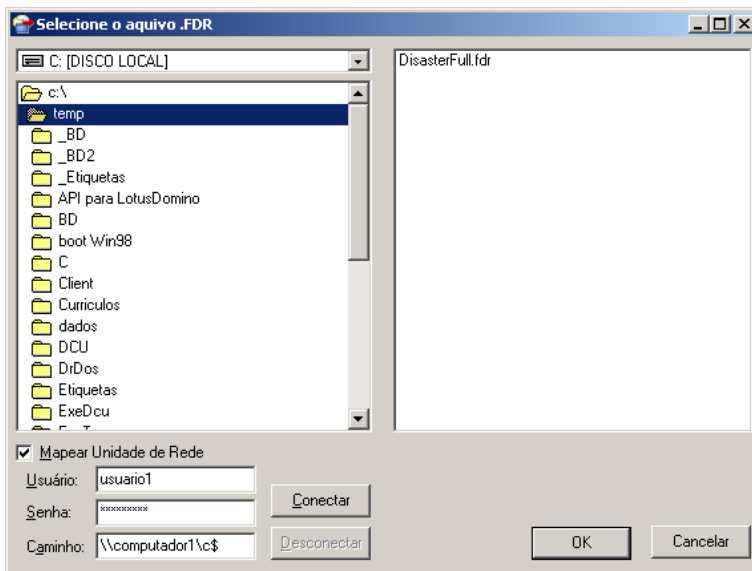 Selecione o aquivo .FDR
C: [DISCO LOCAL]
c:\
temp
_BD
_BD2
_Etiquetas
API para LotusDomino
BD
boot Win98
C
Client
Curriculos
dados
DCU
DrDos
Etiquetas
ExeDcu
DisasterFull.fdr
Mapear Unidade de Rede
Usuário: usuario1
Senha: *********
Caminho: \\computador1\c$
Conectar
Desconectar
OK
Cancelar